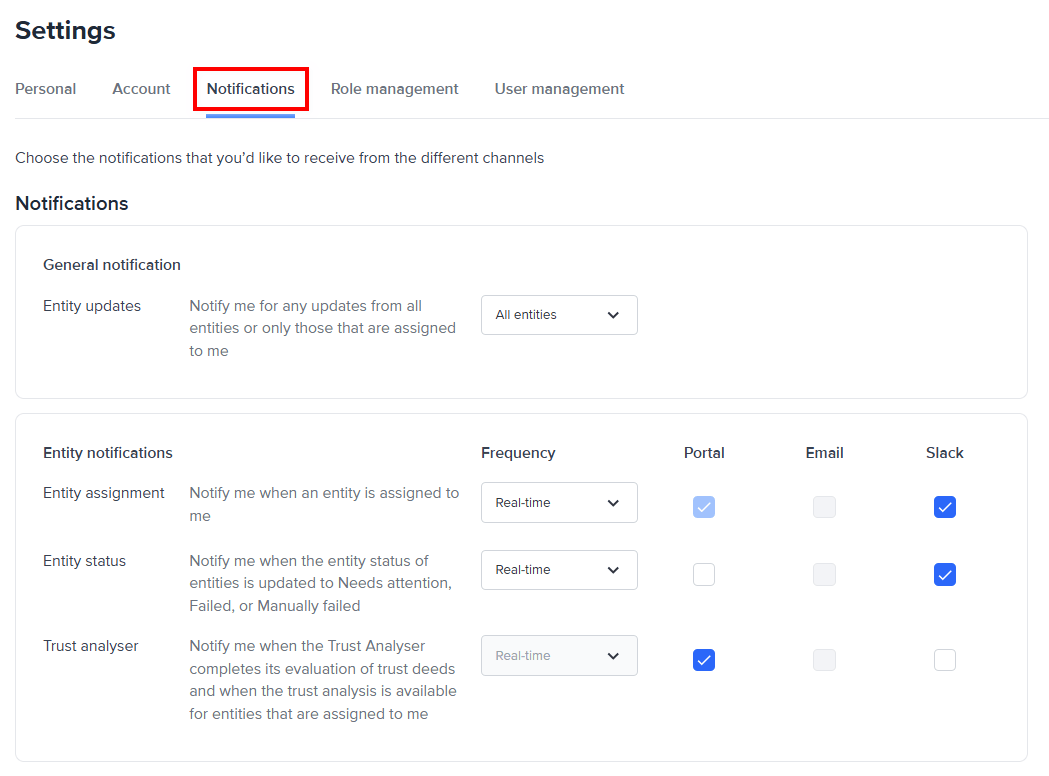 Settings
Personal Account Notifications Role management User management
Choose the notifications that you’d like to receive from the different channels
Notifications
General notification
Entity updates Notify me for any updates from all All entities
entities or only those that are assigned
to me
Entity notifications Frequency Portal Email Slack
Entity assignment Notify me when an entity is assigned to Real-time
me
Entity status Notify me when the entity status of Real-time
entities is updated to Needs attention,
Failed, or Manually failed
Trust analyser Notify me when the Trust Analyser Real-time
completes its evaluation of trust deeds
and when the trust analysis is available
for entities that are assigned to me